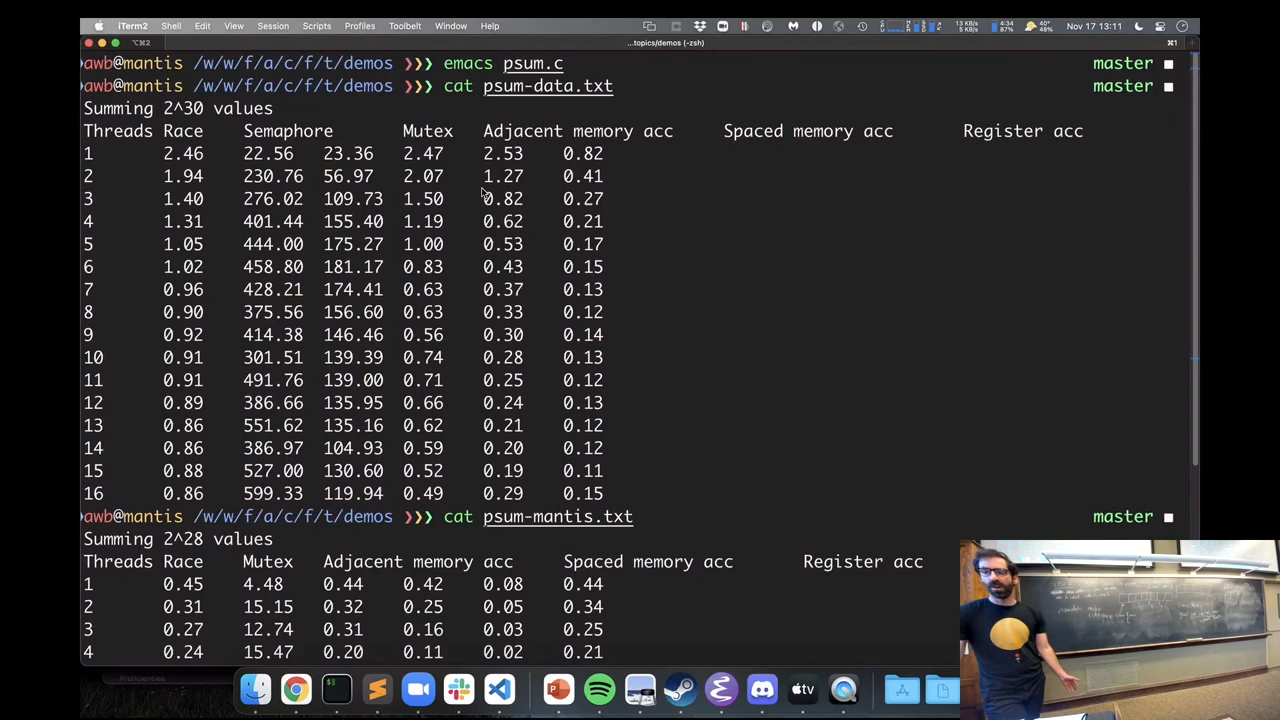 iTerm2 Shell Edit View Session Scripts Profiles Toolbelt Window Help 13 KB/s 5 KB/s 4:34 87% 40° 48% Nov 17 13:11
⌥⌘2 ...topics/demos (-zsh) ⌘1
awb@mantis /w/w/f/a/c/f/t/demos ❯❯❯ emacs psum.c master
awb@mantis /w/w/f/a/c/f/t/demos ❯❯❯ cat psum-data.txt master
Summing 2^30 values
Threads Race Semaphore Mutex Adjacent memory acc Spaced memory acc Register acc
1 2.46 22.56 23.36 2.47 2.53 0.82
2 1.94 230.76 56.97 2.07 1.27 0.41
3 1.40 276.02 109.73 1.50 0.82 0.27
4 1.31 401.44 155.40 1.19 0.62 0.21
5 1.05 444.00 175.27 1.00 0.53 0.17
6 1.02 458.80 181.17 0.83 0.43 0.15
7 0.96 428.21 174.41 0.63 0.37 0.13
8 0.90 375.56 156.60 0.63 0.33 0.12
9 0.92 414.38 146.46 0.56 0.30 0.14
10 0.91 301.51 139.39 0.74 0.28 0.13
11 0.91 491.76 139.00 0.71 0.25 0.12
12 0.89 386.66 135.95 0.66 0.24 0.13
13 0.86 551.62 135.16 0.62 0.21 0.12
14 0.86 386.97 104.93 0.59 0.20 0.12
15 0.88 527.00 130.60 0.52 0.19 0.11
16 0.86 599.33 119.94 0.49 0.29 0.15
awb@mantis /w/w/f/a/c/f/t/demos ❯❯❯ cat psum-mantis.txt master
Summing 2^28 values
Threads Race Mutex Adjacent memory acc Spaced memory acc Register acc
1 0.45 4.48 0.44 0.42 0.08 0.44
2 0.31 15.15 0.32 0.25 0.05 0.34
3 0.27 12.74 0.31 0.16 0.03 0.25
4 0.24 15.47 0.20 0.11 0.02 0.21
Proficiencies
tv